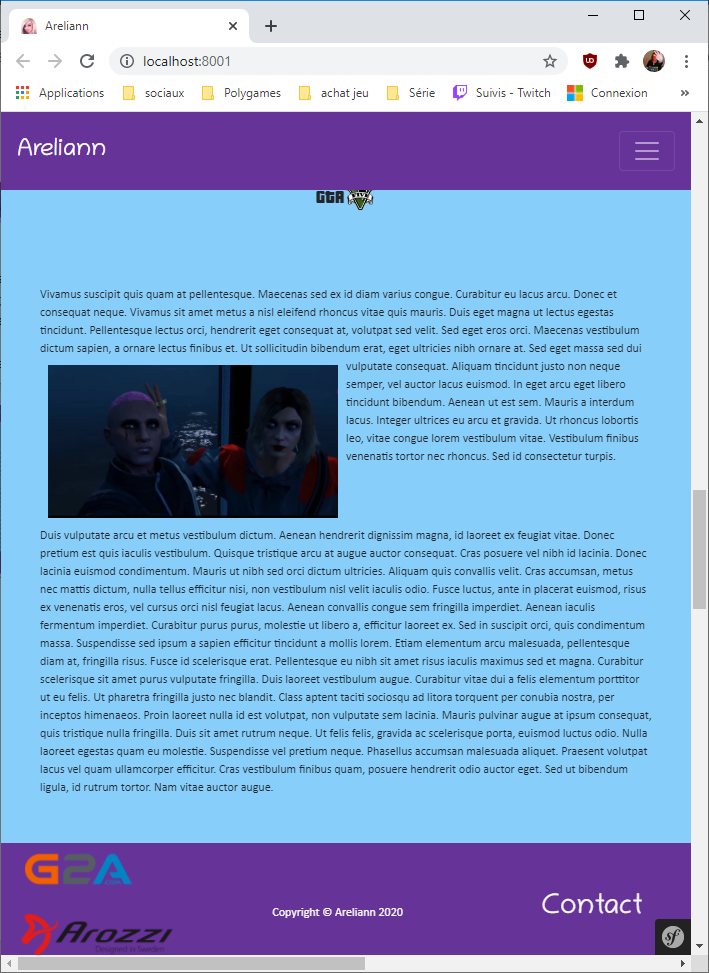 Areliann
localhost:8001
Applications sociaux Polygames achat jeu Série Suivis - Twitch Connexion »
Areliann
GTA
Vivamus suscipit quis quam at pellentesque. Maecenas sed ex id diam varius congue. Curabitur eu lacus arcu. Donec et
consequat neque. Vivamus sit amet metus a nisl eleifend rhoncus vitae quis mauris. Duis eget magna ut lectus egestas
tincidunt. Pellentesque lectus orci, hendrerit eget consequat at, volutpat sed velit. Sed eget eros orci. Maecenas vestibulum
dictum sapien, a ornare lectus finibus et. Ut sollicitudin bibendum erat, eget ultricies nibh ornare at. Sed eget massa sed dui
vulputate consequat. Aliquam tincidunt justo non neque
semper, vel auctor lacus euismod. In eget arcu eget libero
tincidunt bibendum. Aenean ut est sem. Mauris a interdum
lacus. Integer ultrices eu arcu et gravida. Ut rhoncus lobortis
leo, vitae congue lorem vestibulum vitae. Vestibulum finibus
venenatis tortor nec rhoncus. Sed id consectetur turpis.
Duis vulputate arcu et metus vestibulum dictum. Aenean hendrerit dignissim magna, id laoreet ex feugiat vitae. Donec
pretium est quis iaculis vestibulum. Quisque tristique arcu at augue auctor consequat. Cras posuere vel nibh id lacinia. Donec
lacinia euismod condimentum. Mauris ut nibh sed orci dictum ultricies. Aliquam quis convallis velit. Cras accumsan, metus
nec mattis dictum, nulla tellus efficitur nisi, non vestibulum nisl velit iaculis odio. Fusce luctus, ante in placerat euismod, risus
ex venenatis eros, vel cursus orci nisl feugiat lacus. Aenean convallis congue sem fringilla imperdiet. Aenean iaculis
fermentum imperdiet. Curabitur purus purus, molestie ut libero a, efficitur laoreet ex. Sed in suscipit orci, quis condimentum
massa. Suspendisse sed ipsum a sapien efficitur tincidunt a mollis lorem. Etiam elementum arcu malesuada, pellentesque
diam at, fringilla risus. Fusce id scelerisque erat. Pellentesque eu nibh sit amet risus iaculis maximus sed et magna. Curabitur
scelerisque sit amet purus vulputate fringilla. Duis laoreet vestibulum augue. Curabitur vitae dui a felis elementum porttitor
ut eu felis. Ut pharetra fringilla justo nec blandit. Class aptent taciti sociosqu ad litora torquent per conubia nostra, per
inceptos himenaeos. Proin laoreet nulla id est volutpat, non vulputate sem lacinia. Mauris pulvinar augue at ipsum consequat,
quis tristique nulla fringilla. Duis sit amet rutrum neque. Ut felis felis, gravida ac scelerisque porta, euismod luctus odio. Nulla
laoreet egestas quam eu molestie. Suspendisse vel pretium neque. Phasellus accumsan malesuada aliquet. Praesent volutpat
lacus vel quam ullamcorper efficitur. Cras vestibulum finibus quam, posuere hendrerit odio auctor eget. Sed ut bibendum
ligula, id rutrum tortor. Nam vitae auctor augue.
G2A
.COM
Copyright © Areliann 2020
Contact
Arozzi
Designed in Sweden
sf